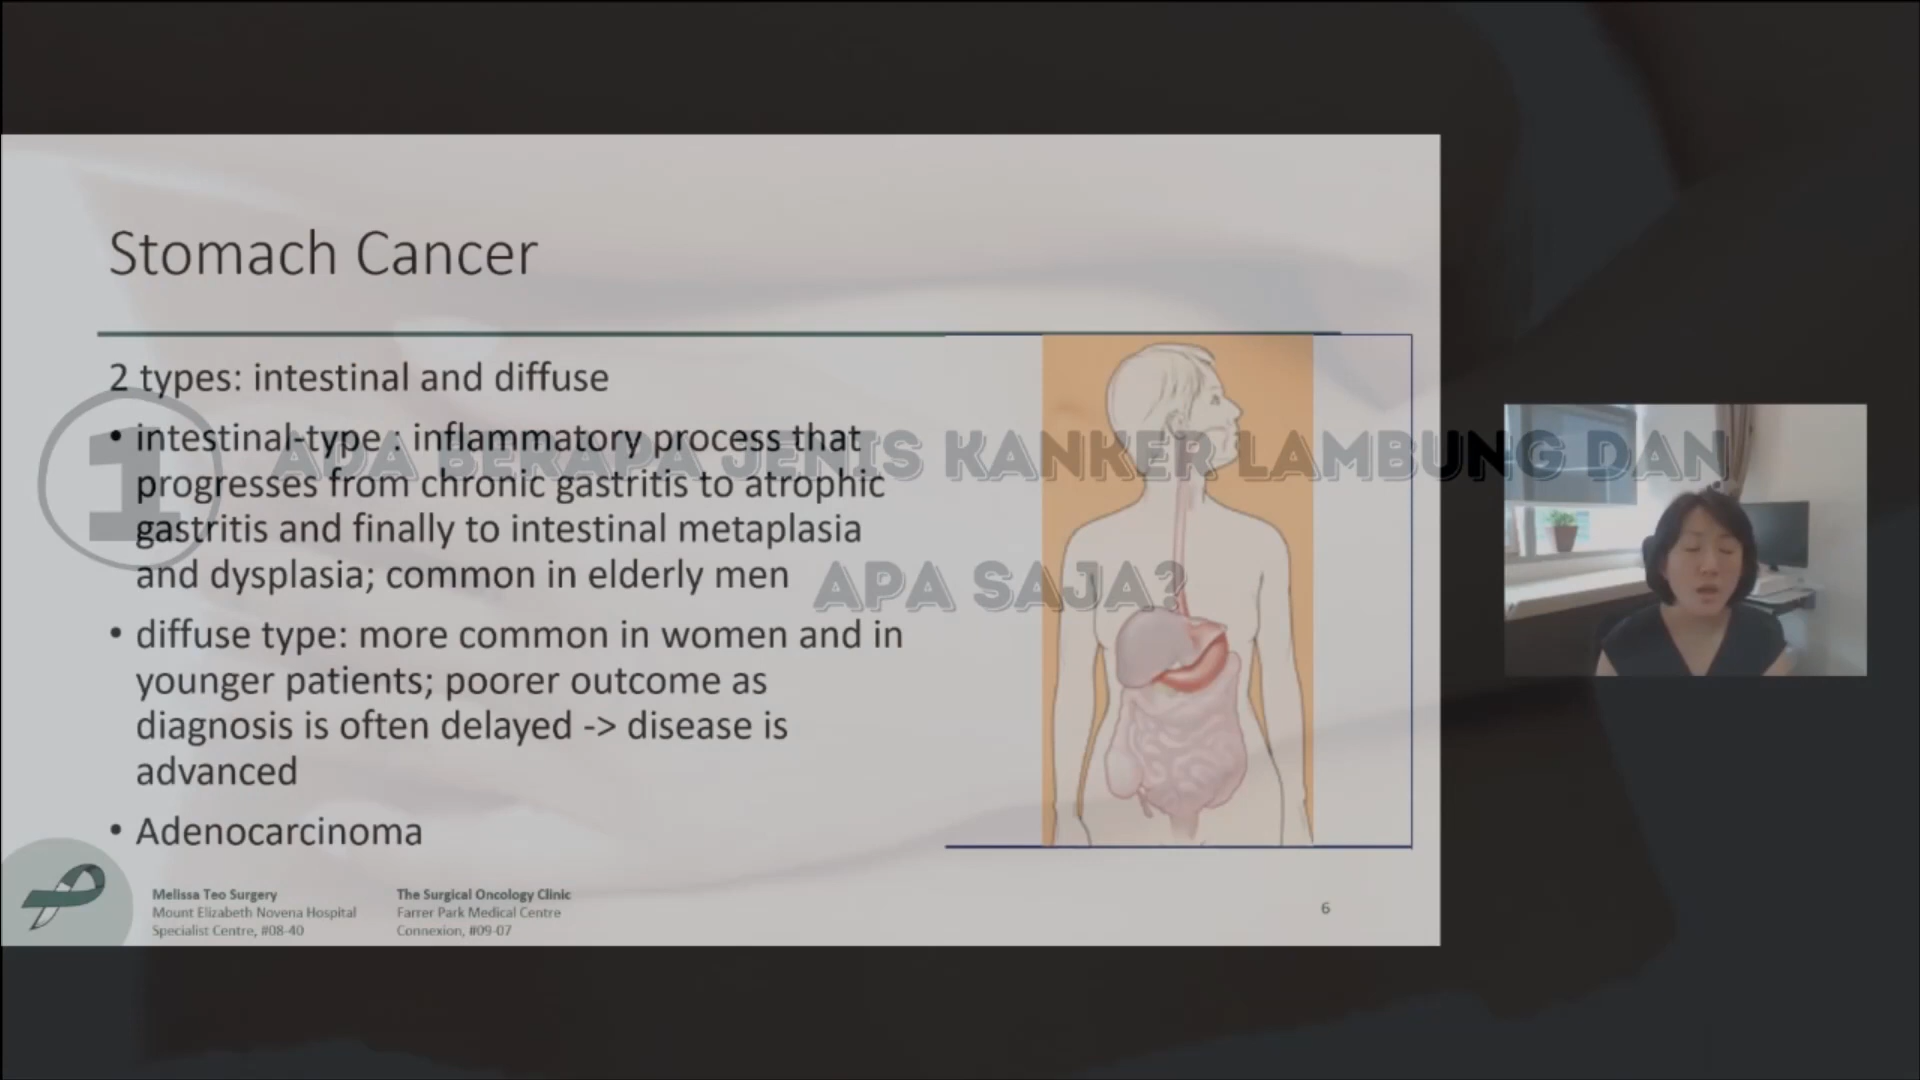 Stomach Cancer
2 types: intestinal and diffuse
• intestinal-type : inflammatory process that
progresses from chronic gastritis to atrophic
gastritis and finally to intestinal metaplasia
and dysplasia; common in elderly men
• diffuse type: more common in women and in
younger patients; poorer outcome as
diagnosis is often delayed -> disease is
advanced
• Adenocarcinoma
1
ADA BERAPA JENIS KANKER LAMBUNG DAN
APA SAJA?
Melissa Teo Surgery
Mount Elizabeth Novena Hospital
Specialist Centre, #08-40
The Surgical Oncology Clinic
Farrer Park Medical Centre
Connexion, #09-07
6